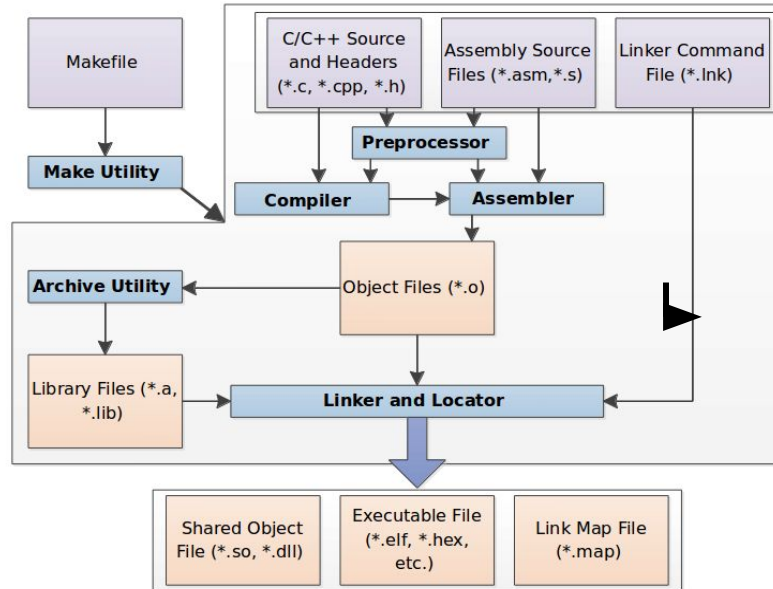 Makefile
C/C++ Source
and Headers
(*.c, *.cpp, *.h)
Assembly Source
Files (*.asm,*.s)
Linker Command
File (*.lnk)
Preprocessor
Make Utility
Compiler
Assembler
Archive Utility
Object Files (*.o)
Library Files (*.a,
*.lib)
Linker and Locator
Shared Object
File (*.so, *.dll)
Executable File
(*.elf, *.hex,
etc.)
Link Map File
(*.map)